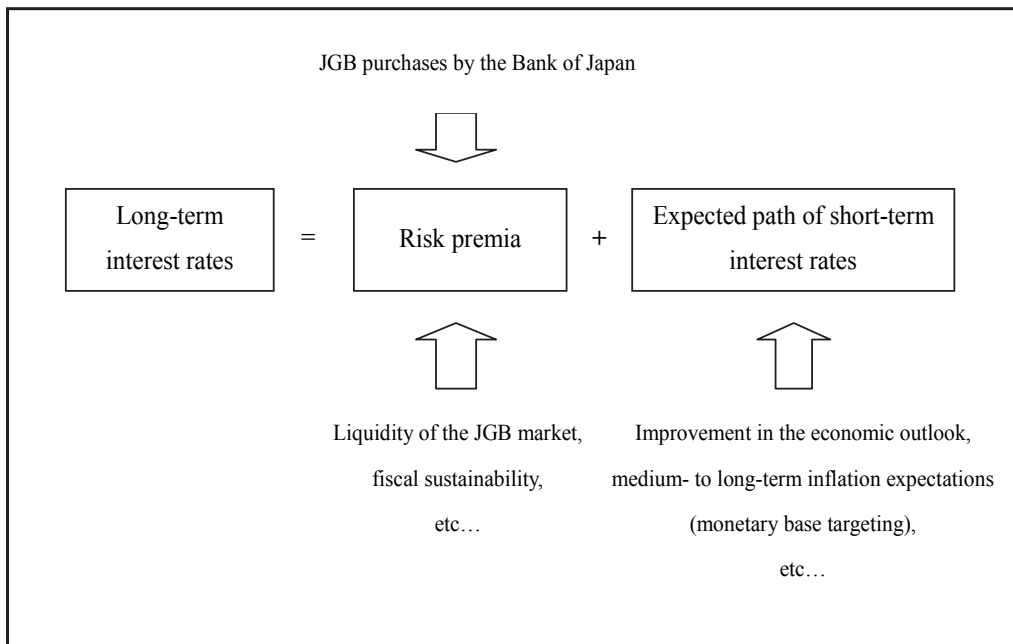 JGB purchases by the Bank of Japan
Long-term
interest rates
=
Risk premia
+
Expected path of short-term
interest rates
Liquidity of the JGB market,
fiscal sustainability,
etc…
Improvement in the economic outlook,
medium- to long-term inflation expectations
(monetary base targeting),
etc…